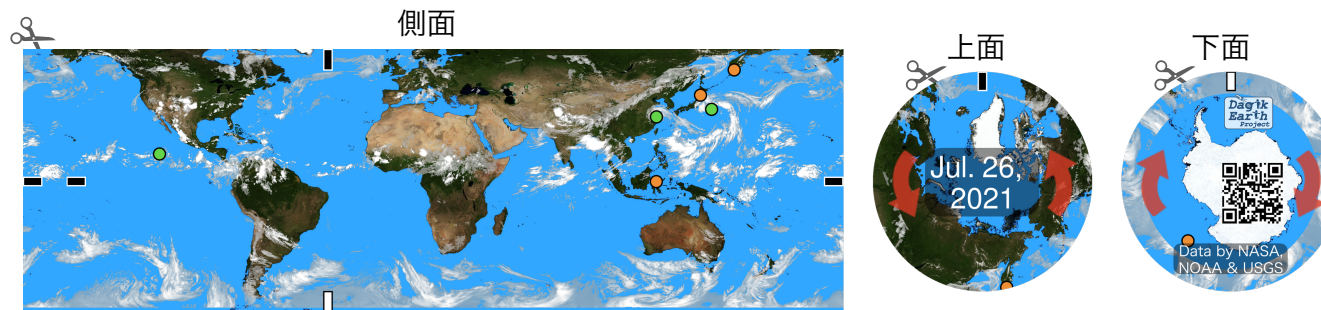 側面
上面
下面
Jul. 26,
2021
Dagik
Earth
Project
Data by NASA,
NOAA & USGS